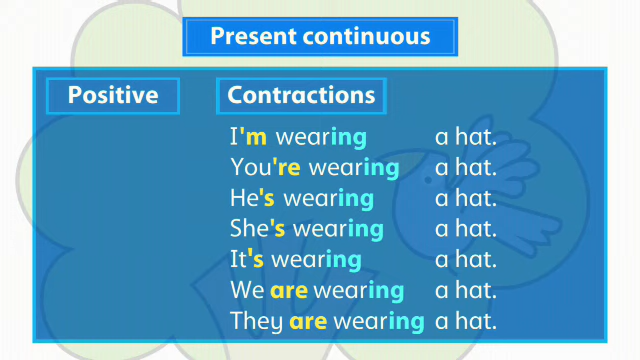 Present continuous
Positive Contractions
I'm wearing a hat.
You're wearing a hat.
He's wearing a hat.
She's wearing a hat.
It's wearing a hat.
We are wearing a hat.
They are wearing a hat.